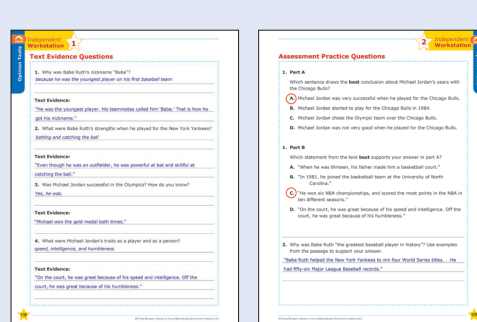 Independent
Workstation 1
Opinion Texts
Text Evidence Questions
1. Why was Babe Ruth's nickname "Babe"?
because he was the youngest player on his first baseball team
Text Evidence:
"He was the youngest player. His teammates called him 'Babe.' That is how he
got his nickname."
2. What were Babe Ruth's strengths when he played for the New York Yankees?
batting and catching the ball
Text Evidence:
"Even though he was an outfielder, he was powerful at bat and skillful at
catching the ball."
3. Was Michael Jordan successful in the Olympics? How do you know?
Yes, he was.
Text Evidence:
"Michael won the gold medal both times."
4. What were Michael Jordan's traits as a player and as a person?
speed, intelligence, and humbleness
Text Evidence:
"On the court, he was great because of his speed and intelligence. Off the
court, he was great because of his humbleness."
2 Independent
Workstation
Assessment Practice Questions
1. Part A
Which sentence draws the best conclusion about Michael Jordan's years with
the Chicago Bulls?
A. Michael Jordan was very successful when he played for the Chicago Bulls.
B. Michael Jordan started to play for the Chicago Bulls in 1984.
C. Michael Jordan chose the Olympic team over the Chicago Bulls.
D. Michael Jordan was not very good when he played for the Chicago Bulls.
1. Part B
Which statement from the text best supports your answer in part A?
A. "When he was thirteen, his father made him a basketball court."
B. "In 1981, he joined the basketball team at the University of North
Carolina."
C. "He won six NBA championships, and scored the most points in the NBA in
ten different seasons."
D. "On the court, he was great because of his speed and intelligence. Off the
court, he was great because of his humbleness."
2. Why was Babe Ruth "the greatest baseball player in history"? Use examples
from the passage to support your answer.
"Babe Ruth helped the New York Yankees to win four World Series titles. . .He
had fifty-six Major League Baseball records."